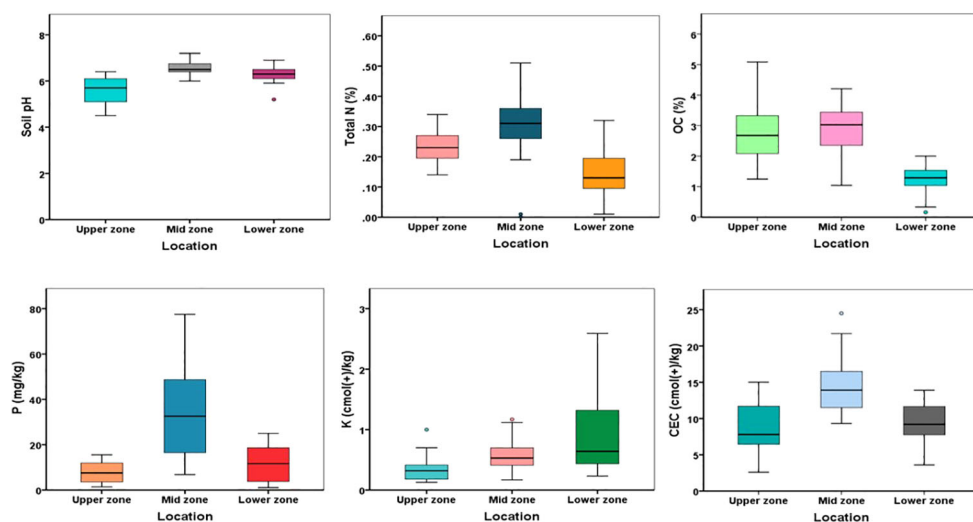 Soil pH
8
6
4
2
0
Upper zone Mid zone Lower zone
Location
Total N (%)
.60
.50
.40
.30
.20
.10
.00
Upper zone Mid zone Lower zone
Location
OC (%)
6
5
4
3
2
1
0
Upper zone Mid zone Lower zone
Location
P (mg/kg)
80
60
40
20
0
Upper zone Mid zone Lower zone
Location
K (cmol(+)/kg)
3
2
1
0
Upper zone Mid zone Lower zone
Location
CEC (cmol(+)/kg)
25
20
15
10
5
0
Upper zone Mid zone Lower zone
Location